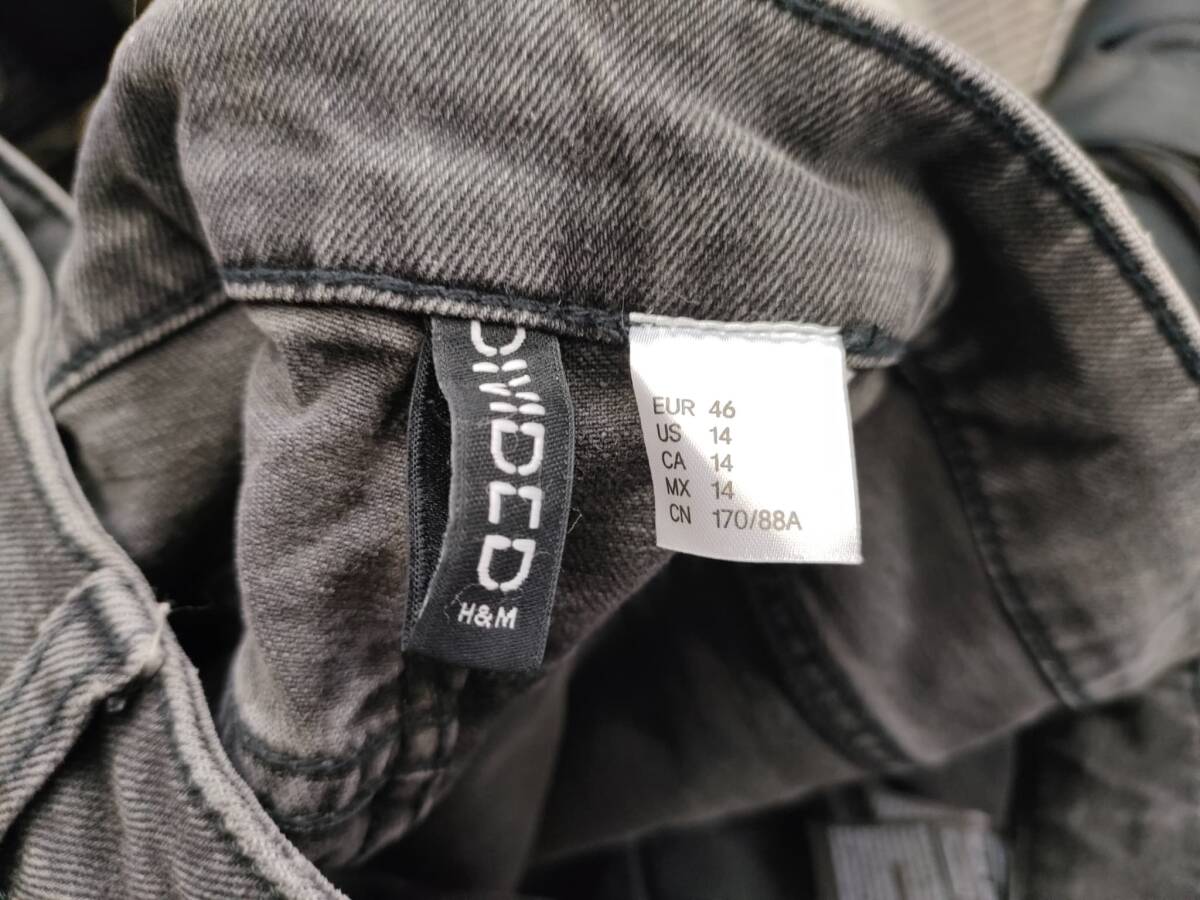 DIVIDED
H&M
EUR 46
US 14
CA 14
MX 14
CN 170/88A